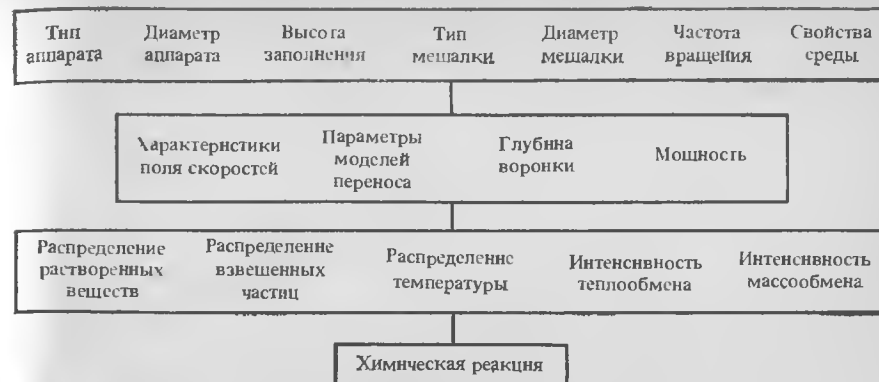 Тип Диаметр Высота Тип Диаметр Частота Свойства
аппарата аппарата заполнения мешалки мешалки вращения среды
Характеристики
поля скоростей
Параметры
моделей
переноса
Глубина
воронки
Мощность
Распределение
растворенных
веществ
Распределение
взвешенных
частиц
Распределение
температуры
Интенсивность
теплообмена
Интенсивность
массообмена
Химическая реакция